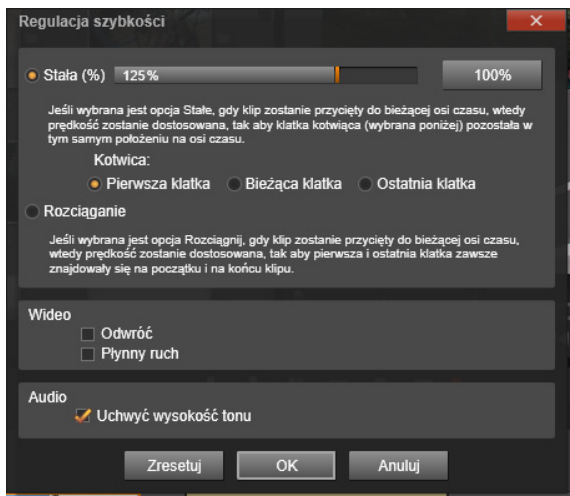 Regulacja szybkości
Stała (%) 125% 100%
Jeśli wybrana jest opcja Stałe, gdy klip zostanie przycięty do bieżącej osi czasu, wtedy
prędkość zostanie dostosowana, tak aby klatka kotwiąca (wybrana poniżej) pozostała w
tym samym położeniu na osi czasu.
Kotwica:
Pierwsza klatka Bieżąca klatka Ostatnia klatka
Rozciąganie
Jeśli wybrana jest opcja Rozciągnij, gdy klip zostanie przycięty do bieżącej osi czasu,
wtedy prędkość zostanie dostosowana, tak aby pierwsza i ostatnia klatka zawsze
znajdowały się na początku i na końcu klipu.
Wideo
Odwróć
Płynny ruch
Audio
Uchwyć wysokość tonu
Zresetuj OK Anuluj